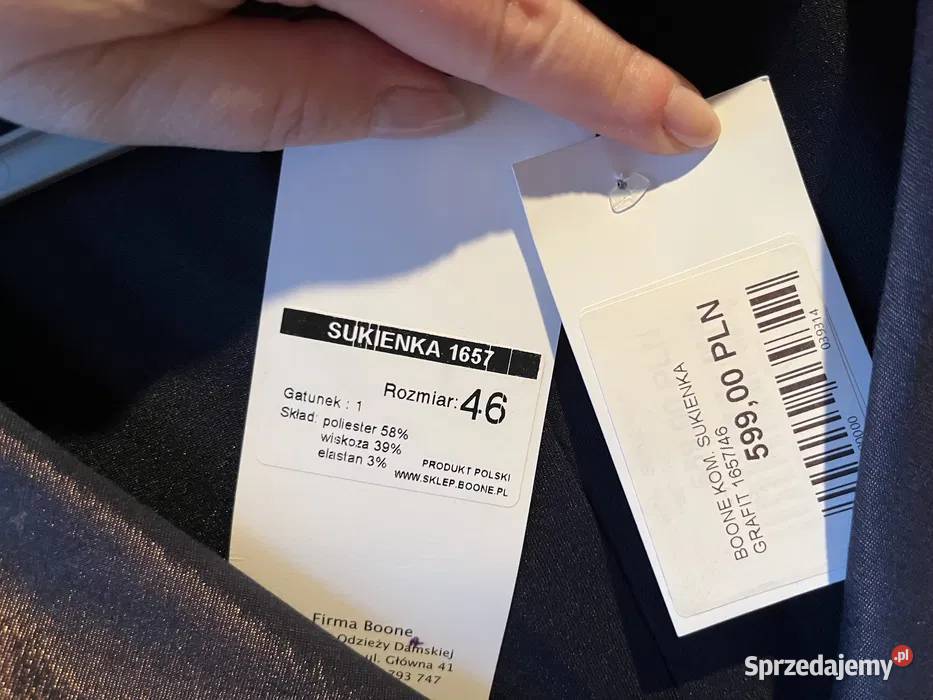 SUKIENKA 1657
Gatunek : 1
Rozmiar: 46
Skład: poliester 58%
wiskoza 39%
elastan 3%
PRODUKT POLSKI
WWW.SKLEP.BOONE.PL
Firma Boone
Odzieży Damskiej
ul. Główna 41
793 747
BOONE KOM. SUKIENKA
GRAFIT 1657/46
599,00 PLN
039314
Sprzedajemy.pl